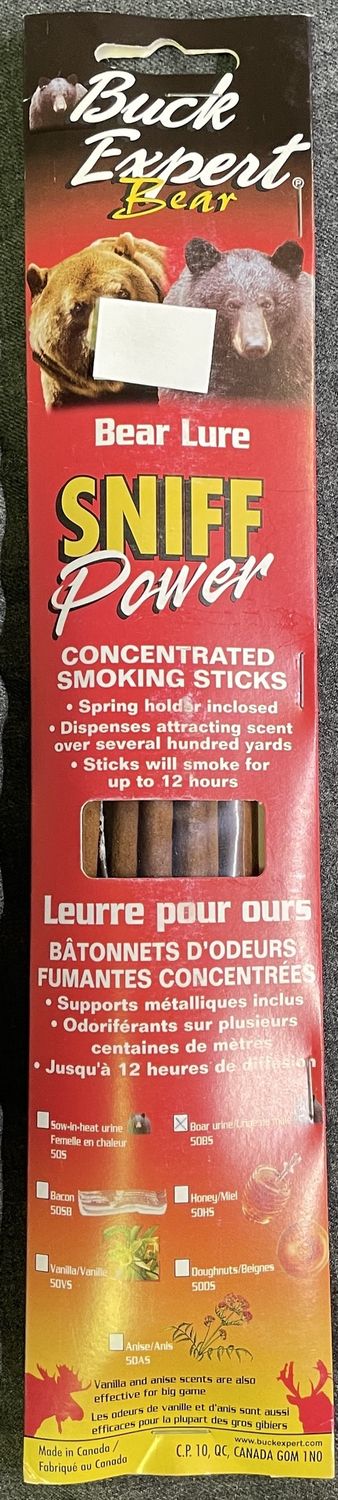 Buck
Expert
Bear
Bear Lure
SNIFF
Power
CONCENTRATED
SMOKING STICKS
• Spring holder inclosed
• Dispenses attracting scent
over several hundred yards
• Sticks will smoke for
up to 12 hours
Leurre pour ours
BÂTONNETS D'ODEURS
FUMANTES CONCENTRÉES
• Supports métalliques inclus
• Odoriférants sur plusieurs
centaines de mètres
• Jusqu'à 12 heures de diffusion
Sow-in-heat urine
Femelle en chaleur
50S
Boar urine/Urine de mâle
50BS
Bacon
50SB
Honey/Miel
50HS
Vanilla/Vanille
50VS
Doughnuts/Beignes
50DS
Anise/Anis
50AS
Vanilla and anise scents are also
effective for big game
Les odeurs de vanille et d'anis sont aussi
efficaces pour la plupart des gros gibiers
www.buckexpert.com
Made in Canada /
Fabriqué au Canada
C.P. 10, QC, CANADA G0M 1N0